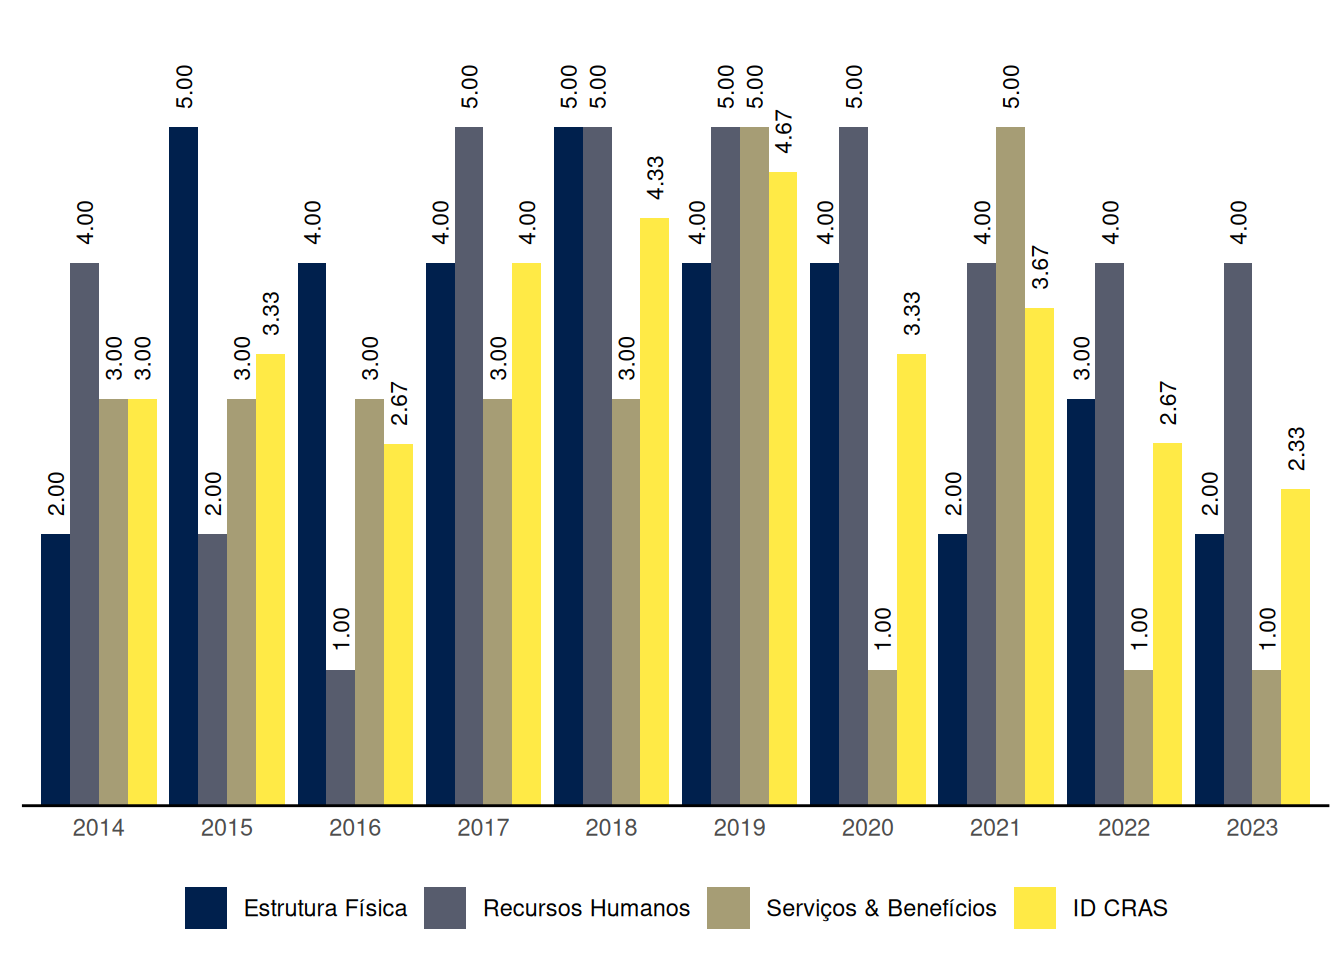 5.00 5.00 5.00 5.00 5.00 5.00 5.00 5.00
4.67
4.33
4.00 4.00 4.00 4.00 4.00 4.00 4.00 4.00 4.00
3.67
3.33 3.33
3.00 3.00 3.00 3.00 3.00 3.00 3.00
2.67 2.67
2.33
2.00 2.00 2.00 2.00
1.00 1.00 1.00 1.00
2014 2015 2016 2017 2018 2019 2020 2021 2022 2023
Estrutura Física Recursos Humanos Serviços & Benefícios ID CRAS